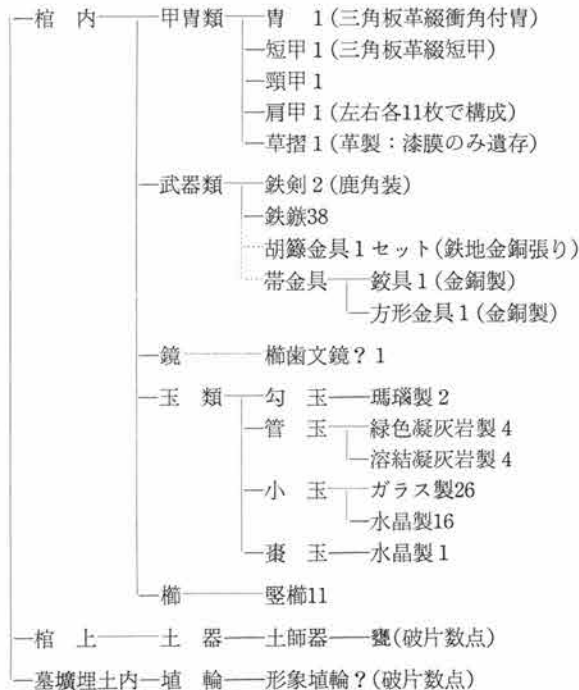 棺内 甲冑類 冑 1 (三角板革綴衝角付冑)
短甲 1 (三角板革綴短甲)
頸甲 1
肩甲 1 (左右各11枚で構成)
草摺 1 (革製：漆膜のみ遺存)
武器類 鉄剣 2 (鹿角装)
鉄鏃38
胡籙金具 1 セット(鉄地金銅張り)
帯金具 鉸具 1 (金銅製)
方形金具 1 (金銅製)
鏡 櫛歯文鏡？ 1
玉類 勾玉 瑪瑙製 2
管玉 緑色凝灰岩製 4
溶結凝灰岩製 4
小玉 ガラス製26
水晶製16
棗玉 水晶製 1
櫛 竪櫛11
棺上 土器 土師器 甕(破片数点)
墓壙埋土内 埴輪 形象埴輪？(破片数点)